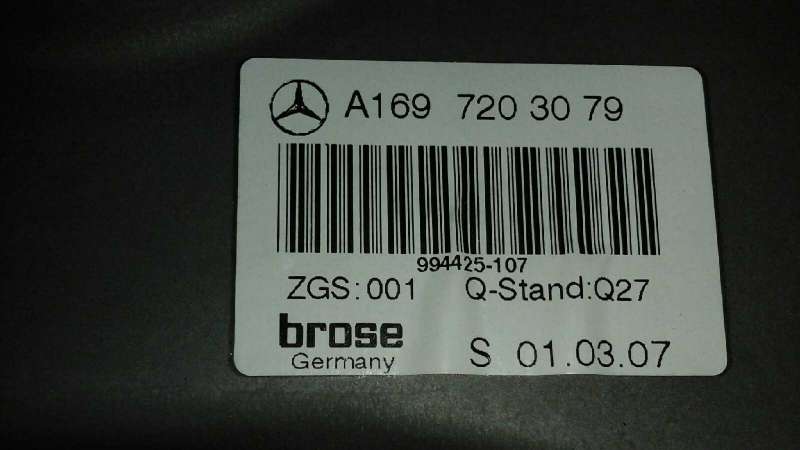 A169 720 30 79
994425-107
ZGS:001 Q-Stand:Q27
brose
Germany
S 01.03.07